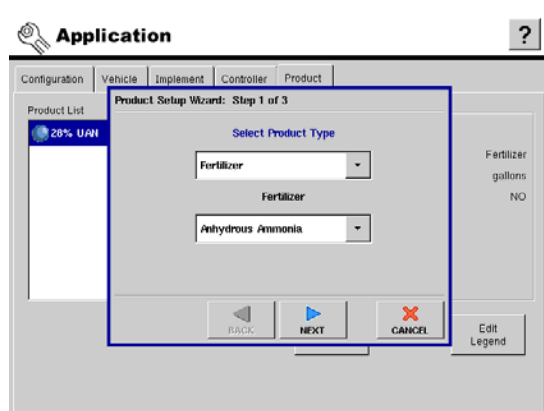 Application
?
Configuration Vehicle Implement Controller Product
Product List
Product Setup Wizard: Step 1 of 3
28% UAN
Select Product Type
Fertilizer
Fertilizer
gallons
Fertilizer
NO
Anhydrous Ammonia
BACK NEXT CANCEL
Edit
Legend